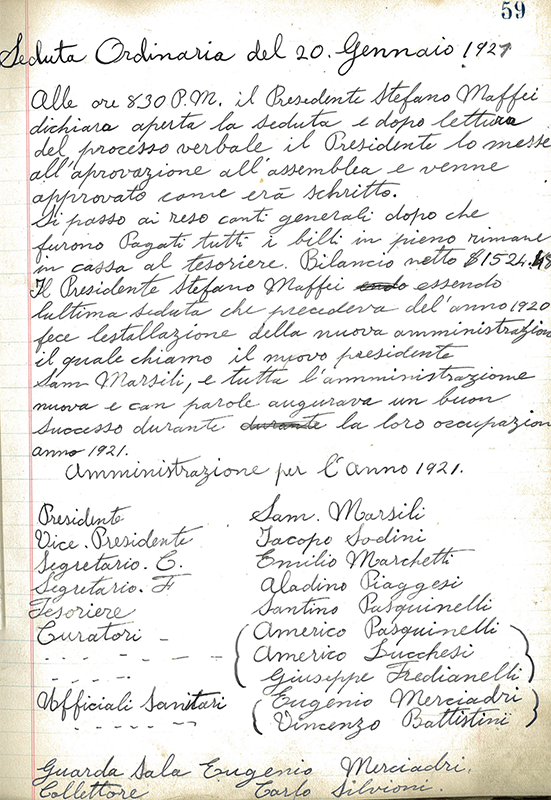 59
Seduta Ordinaria del 20. Gennaio 1921
Alle ore 830 P.M. il Presidente Stefano Maffei
dichiara aperta la seduta e dopo lettura
del processo verbale il Presidente lo messe
all'aprovazione all'assemblea e venne
approvato come erà schritto.
Si passo ai reso conti generali dopo che
furono Pagati tutti i billi in pieno rimane
in cassa al tesoriere. Bilancio netto $1524.48
Il Presidente Stefano Maffei endo essendo
lultima seduta che precedeva del'anno 1920
fece lestallazione della nuova amministrazion
il quale chiamo il nuovo presidente
Sam Marsili, e tutta l'amministrazione
nuova e con parole augurava un buon
successo durante durante la loro occupazion
anno 1921.
Amministrazione per l'Anno 1921.
Presidente Sam. Marsili
Vice. Presidente Iacopo Sodini
Segretario. C. Emilio Marchetti
Segretario. F Aladino Piaggesi
Tesoriere Santino Pasquinelli
Curatori - Americo Pasquinelli
Americo Lucchesi
Giuseppe Fredianelli
Ufficiali Sanitari Eugenio Merciadri
Vincenzo Battistini
Guarda Sala Eugenio Merciadri.
Collettore Carlo Silvioni.